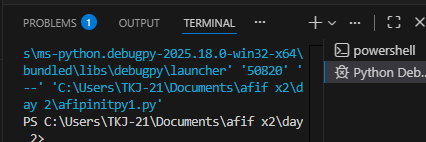 PROBLEMS 1 OUTPUT TERMINAL ···
s\ms-python.debugpy-2025.18.0-win32-x64\
bundled\libs\debugpy\launcher' '50820' '
--' 'C:\Users\TKJ-21\Documents\afif x2\d
ay 2\afipinitpy1.py'
PS C:\Users\TKJ-21\Documents\afif x2\day
 2>
powershell
Python Deb...